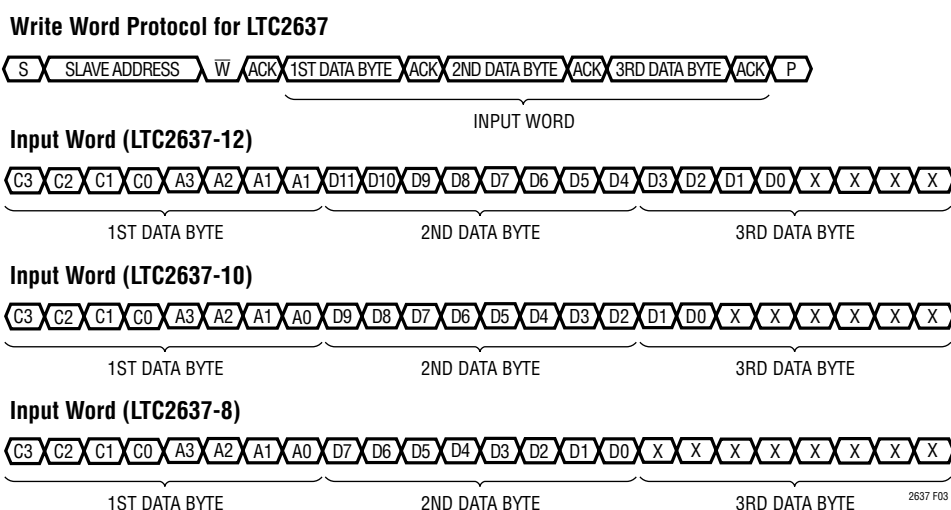 Write Word Protocol for LTC2637
S SLAVE ADDRESS W ACK 1ST DATA BYTE ACK 2ND DATA BYTE ACK 3RD DATA BYTE ACK P
INPUT WORD
Input Word (LTC2637-12)
C3 C2 C1 C0 A3 A2 A1 A1 D11 D10 D9 D8 D7 D6 D5 D4 D3 D2 D1 D0 X X X X
1ST DATA BYTE 2ND DATA BYTE 3RD DATA BYTE
Input Word (LTC2637-10)
C3 C2 C1 C0 A3 A2 A1 A0 D9 D8 D7 D6 D5 D4 D3 D2 D1 D0 X X X X X X
1ST DATA BYTE 2ND DATA BYTE 3RD DATA BYTE
Input Word (LTC2637-8)
C3 C2 C1 C0 A3 A2 A1 A0 D7 D6 D5 D4 D3 D2 D1 D0 X X X X X X X X
1ST DATA BYTE 2ND DATA BYTE 3RD DATA BYTE 2637 F03